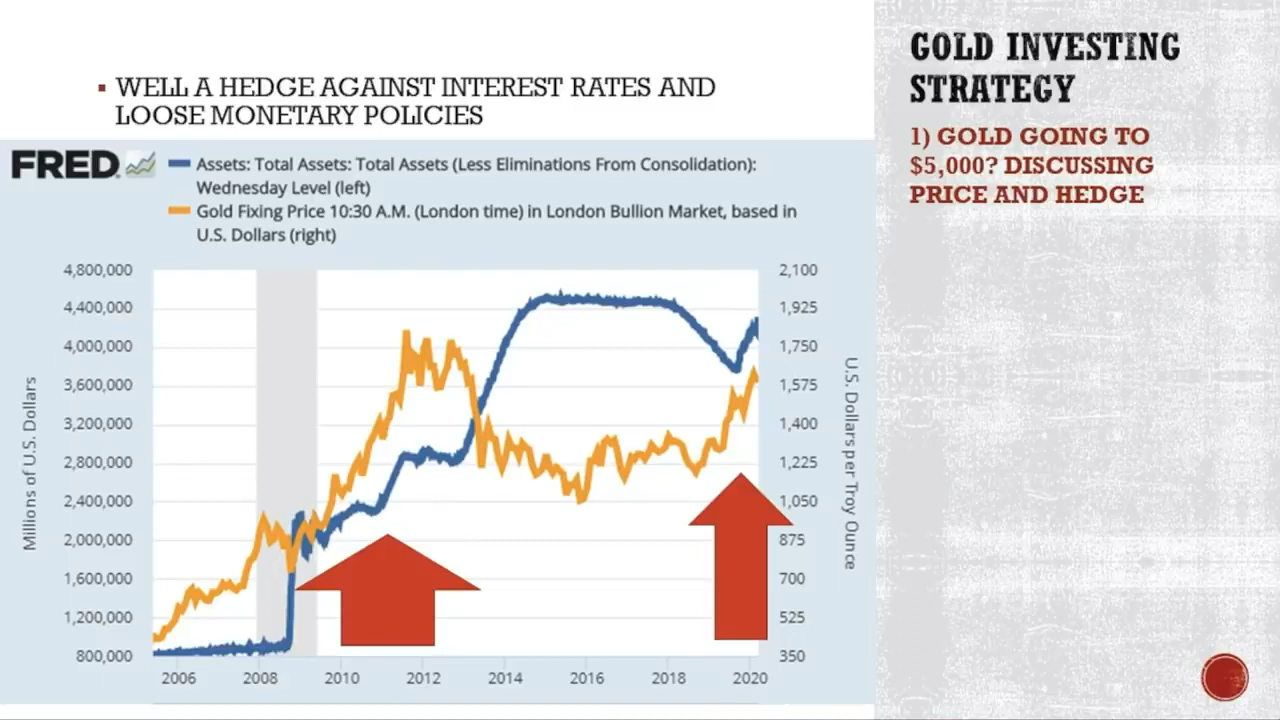 WELL A HEDGE AGAINST INTEREST RATES AND
LOOSE MONETARY POLICIES
GOLD INVESTING
STRATEGY
1) GOLD GOING TO
$5,000? DISCUSSING
PRICE AND HEDGE
FRED
Assets: Total Assets: Total Assets (Less Eliminations From Consolidation):
Wednesday Level (left)
Gold Fixing Price 10:30 A.M. (London time) in London Bullion Market, based in
U.S. Dollars (right)
Millions of U.S. Dollars
4,800,000
4,400,000
4,000,000
3,600,000
3,200,000
2,800,000
2,400,000
2,000,000
1,600,000
1,200,000
800,000
2,100
1,925
1,750
1,575
1,400
1,225
1,050
875
700
525
350
U.S. Dollars per Troy Ounce
2006 2008 2010 2012 2014 2016 2018 2020